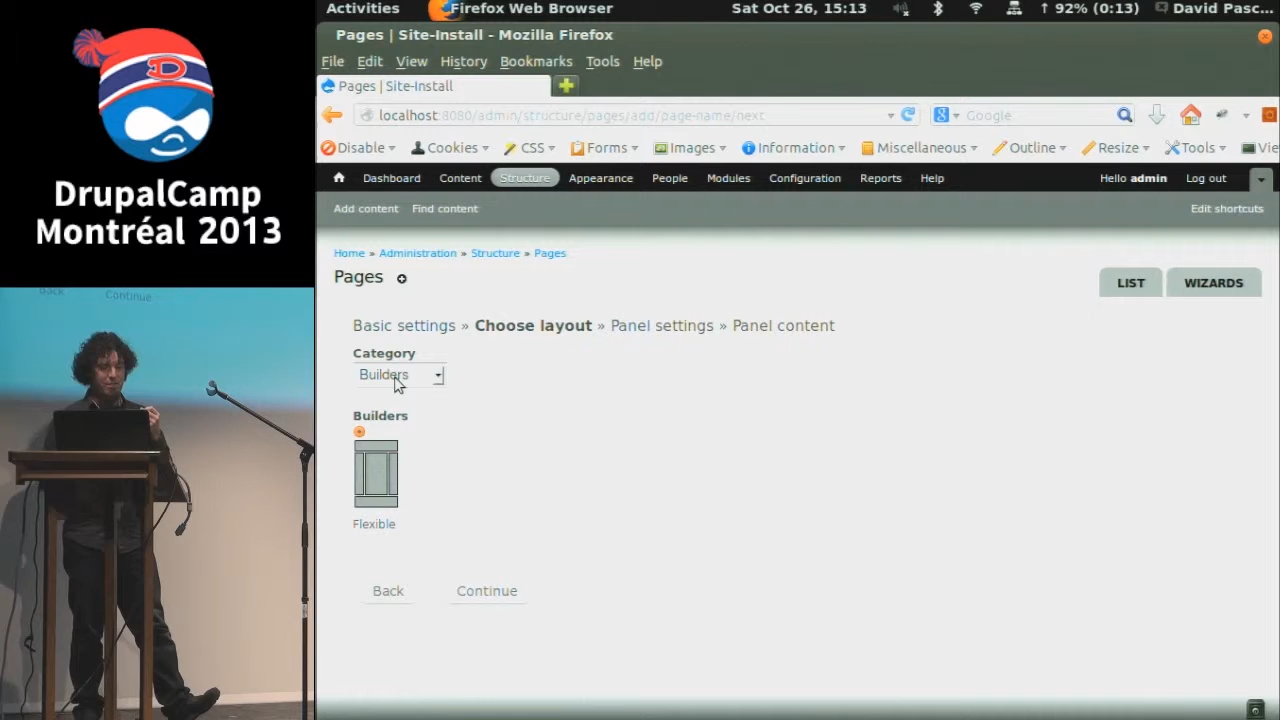 DrupalCamp
Montréal 2013
Back
Continue
Activities Firefox Web Browser Sat Oct 26, 15:13 ↑ 92% (0:13) David Pasc...
Pages | Site-Install - Mozilla Firefox
File Edit View History Bookmarks Tools Help
Pages | Site-Install
localhost:8080/admin/structure/pages/add/page-name/next Google
Disable Cookies CSS Forms Images Information Miscellaneous Outline Resize Tools Vie
Dashboard Content Structure Appearance People Modules Configuration Reports Help Hello admin Log out
Add content Find content Edit shortcuts
Home » Administration » Structure » Pages
Pages LIST WIZARDS
Basic settings » Choose layout » Panel settings » Panel content
Category
Builders
Builders
Flexible
Back Continue